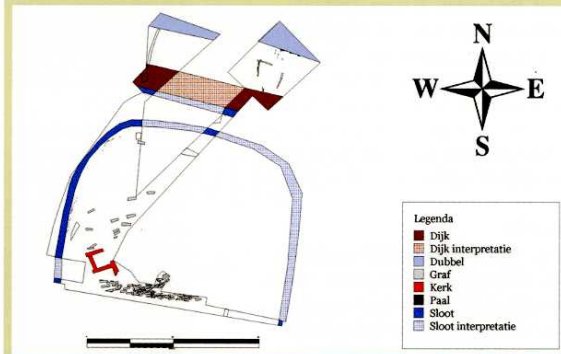 N
W E
S
Legenda
Dijk
Dijk interpretatie
Dubbel
Graf
Kerk
Paal
Sloot
Sloot interpretatie